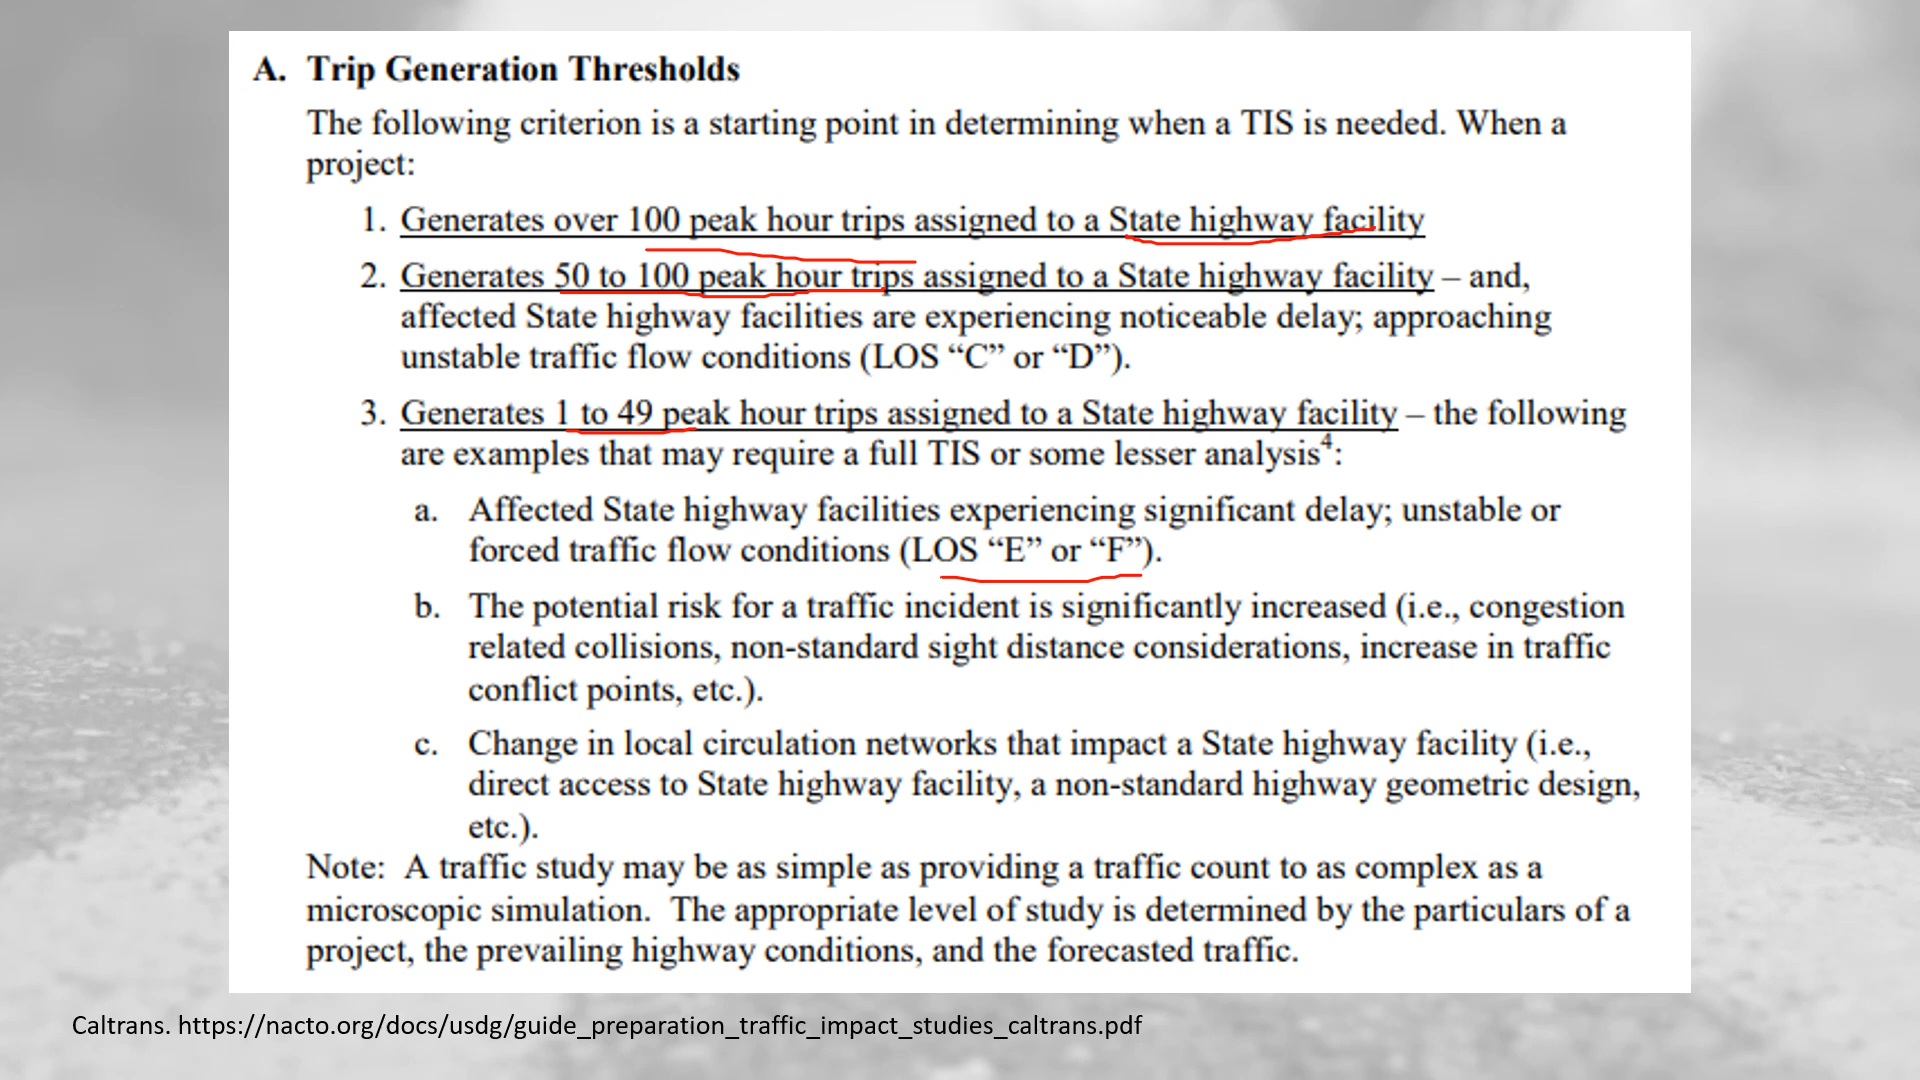 A. Trip Generation Thresholds
The following criterion is a starting point in determining when a TIS is needed. When a
project:
1. Generates over 100 peak hour trips assigned to a State highway facility
2. Generates 50 to 100 peak hour trips assigned to a State highway facility – and,
affected State highway facilities are experiencing noticeable delay; approaching
unstable traffic flow conditions (LOS “C” or “D”).
3. Generates 1 to 49 peak hour trips assigned to a State highway facility – the following
are examples that may require a full TIS or some lesser analysis⁴:
a. Affected State highway facilities experiencing significant delay; unstable or
forced traffic flow conditions (LOS “E” or “F”).
b. The potential risk for a traffic incident is significantly increased (i.e., congestion
related collisions, non-standard sight distance considerations, increase in traffic
conflict points, etc.).
c. Change in local circulation networks that impact a State highway facility (i.e.,
direct access to State highway facility, a non-standard highway geometric design,
etc.).
Note: A traffic study may be as simple as providing a traffic count to as complex as a
microscopic simulation. The appropriate level of study is determined by the particulars of a
project, the prevailing highway conditions, and the forecasted traffic.
Caltrans. https://nacto.org/docs/usdg/guide_preparation_traffic_impact_studies_caltrans.pdf